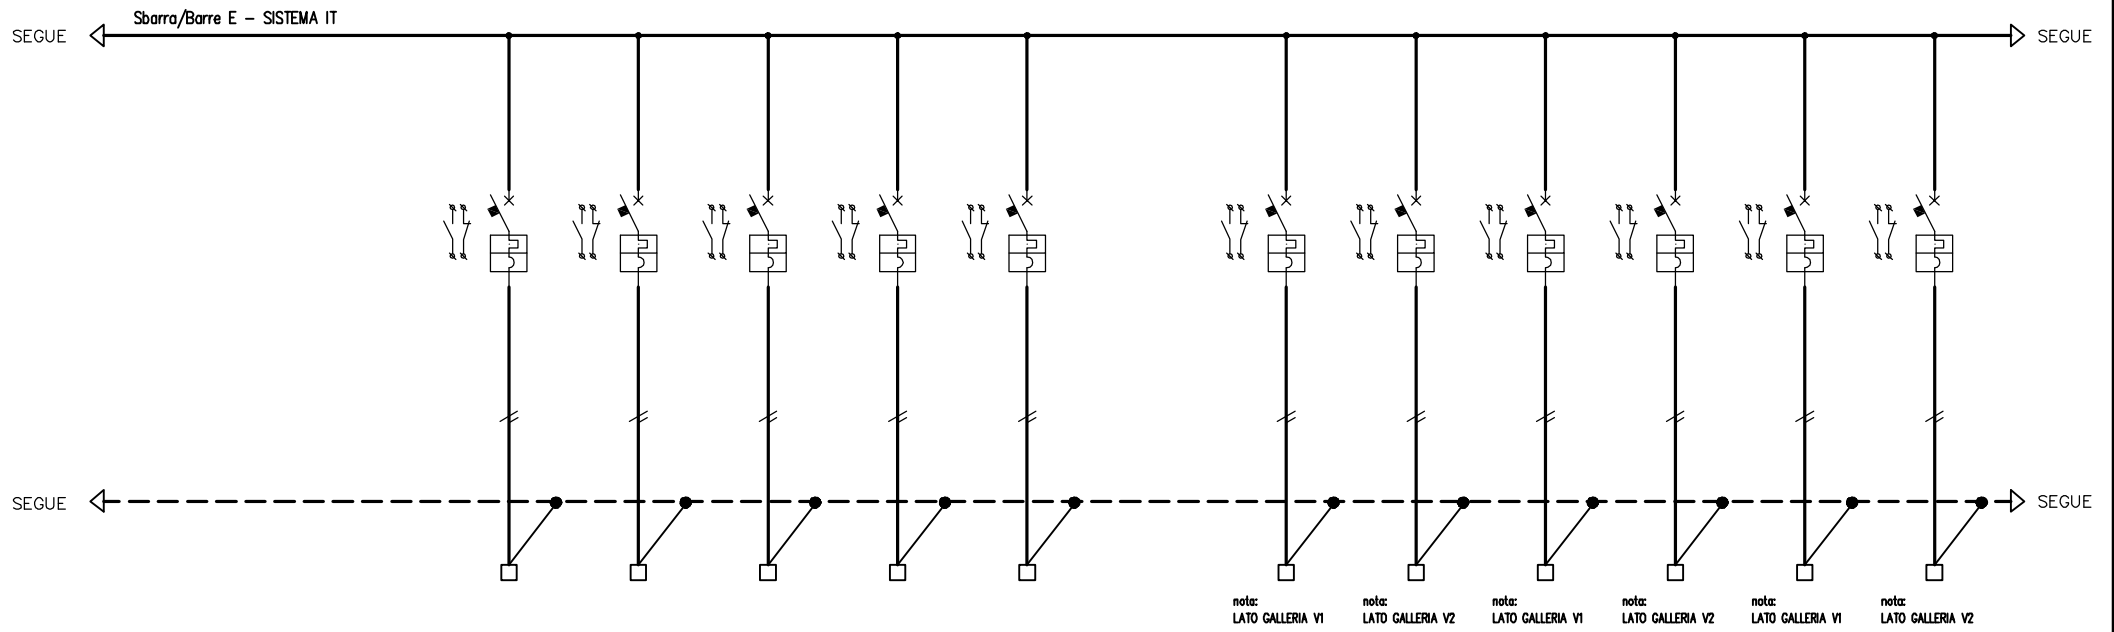 Sbarra/Barre E - SISTEMA IT
SEGUE
SEGUE
SEGUE
SEGUE
nota:
LATO GALLERIA V1
nota:
LATO GALLERIA V2
nota:
LATO GALLERIA V1
nota:
LATO GALLERIA V2
nota:
LATO GALLERIA V1
nota:
LATO GALLERIA V2